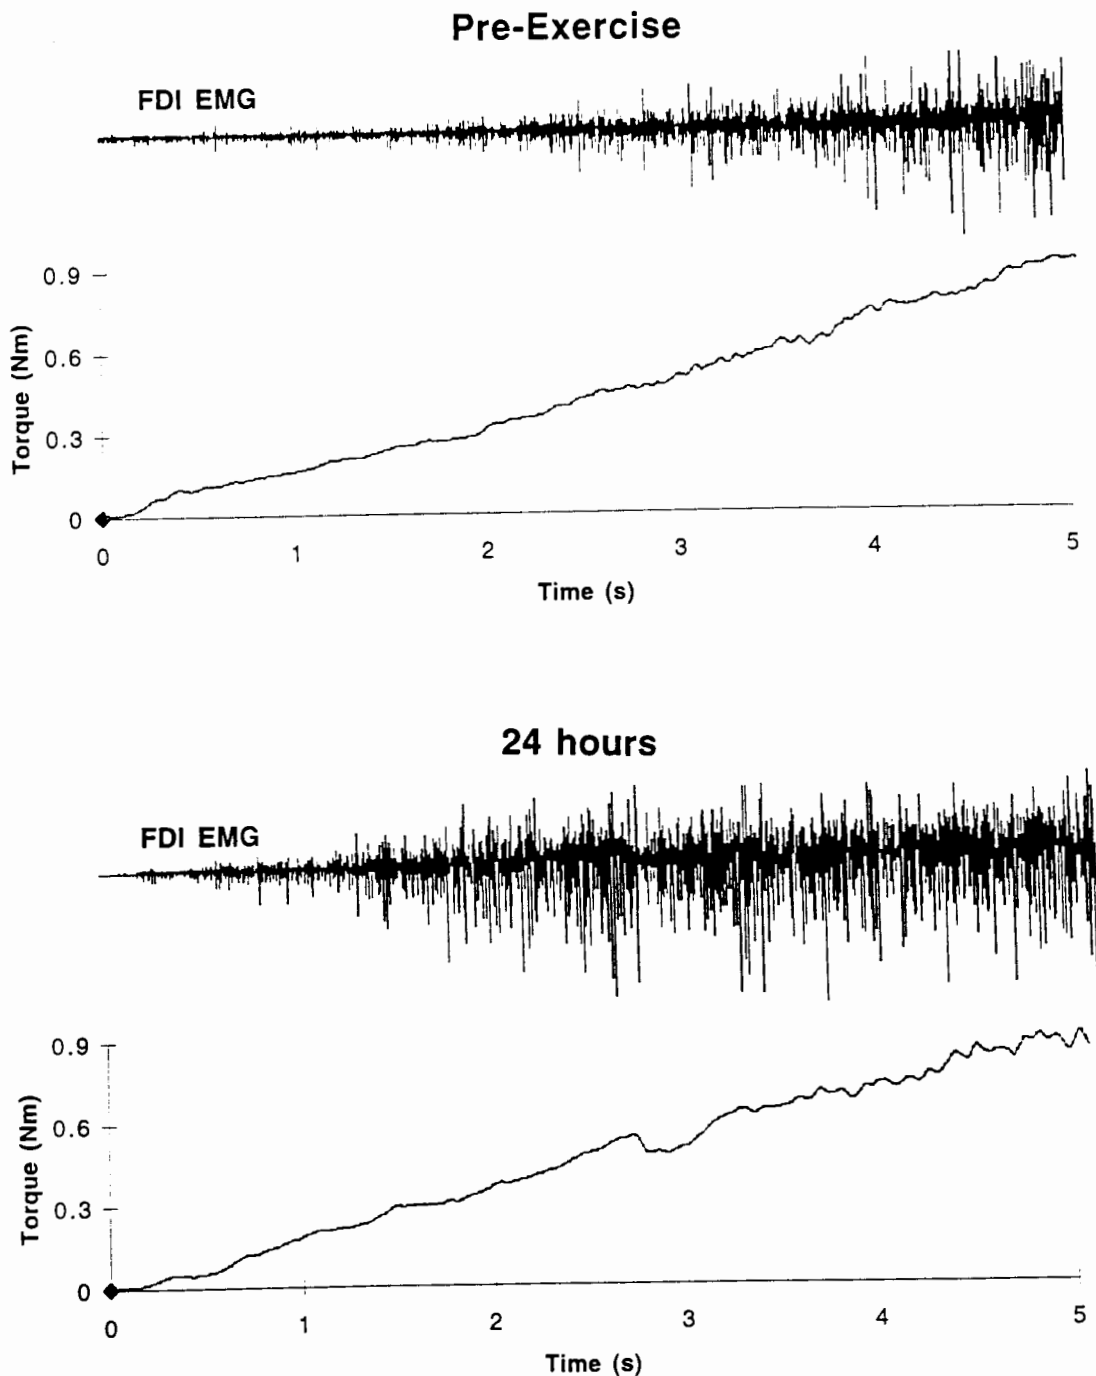 Pre-Exercise
FDI EMG
0.9
0.6
0.3
0
Torque (Nm)
0 1 2 3 4 5
Time (s)
24 hours
FDI EMG
0.9
0.6
0.3
0
Torque (Nm)
0 1 2 3 4 5
Time (s)